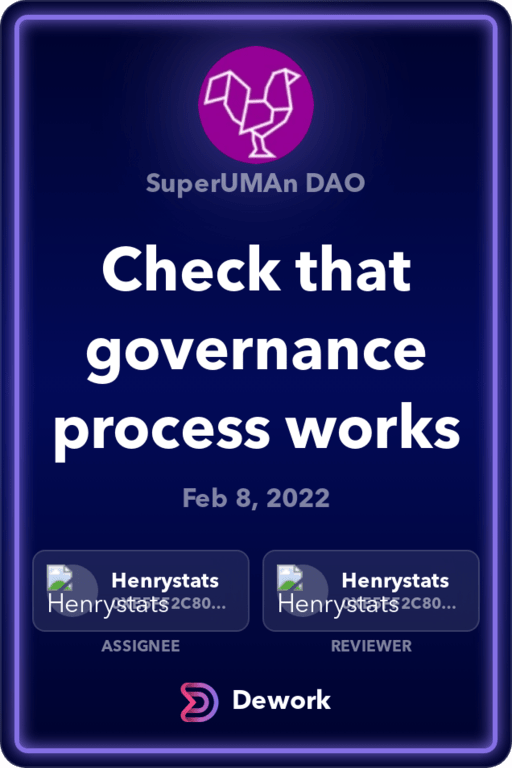 SuperUMAn DAO
Check that
governance
process works
Feb 8, 2022
Henrystats
Henrystats
Henrystats
Henrystats
ASSIGNEE
REVIEWER
Dework